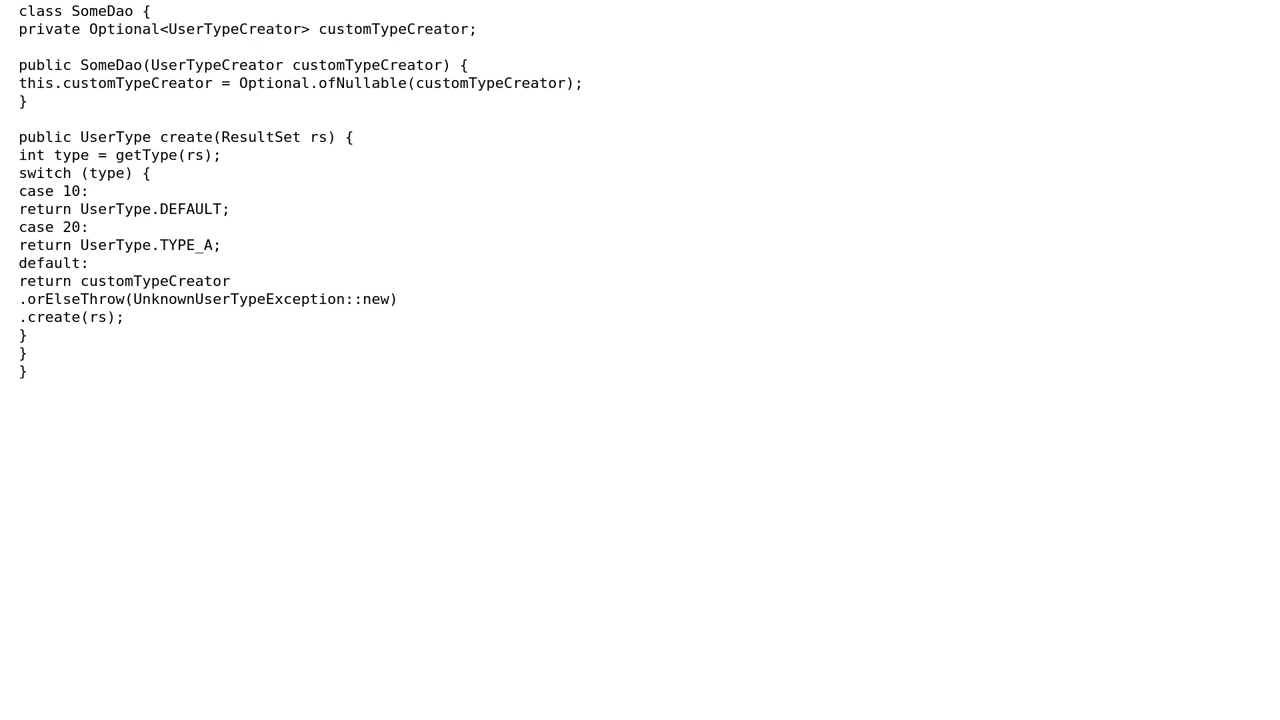 class SomeDao {
private Optional<UserTypeCreator> customTypeCreator;

public SomeDao(UserTypeCreator customTypeCreator) {
this.customTypeCreator = Optional.ofNullable(customTypeCreator);
}

public UserType create(ResultSet rs) {
int type = getType(rs);
switch (type) {
case 10:
return UserType.DEFAULT;
case 20:
return UserType.TYPE_A;
default:
return customTypeCreator
.orElseThrow(UnknownUserTypeException::new)
.create(rs);
}
}
}